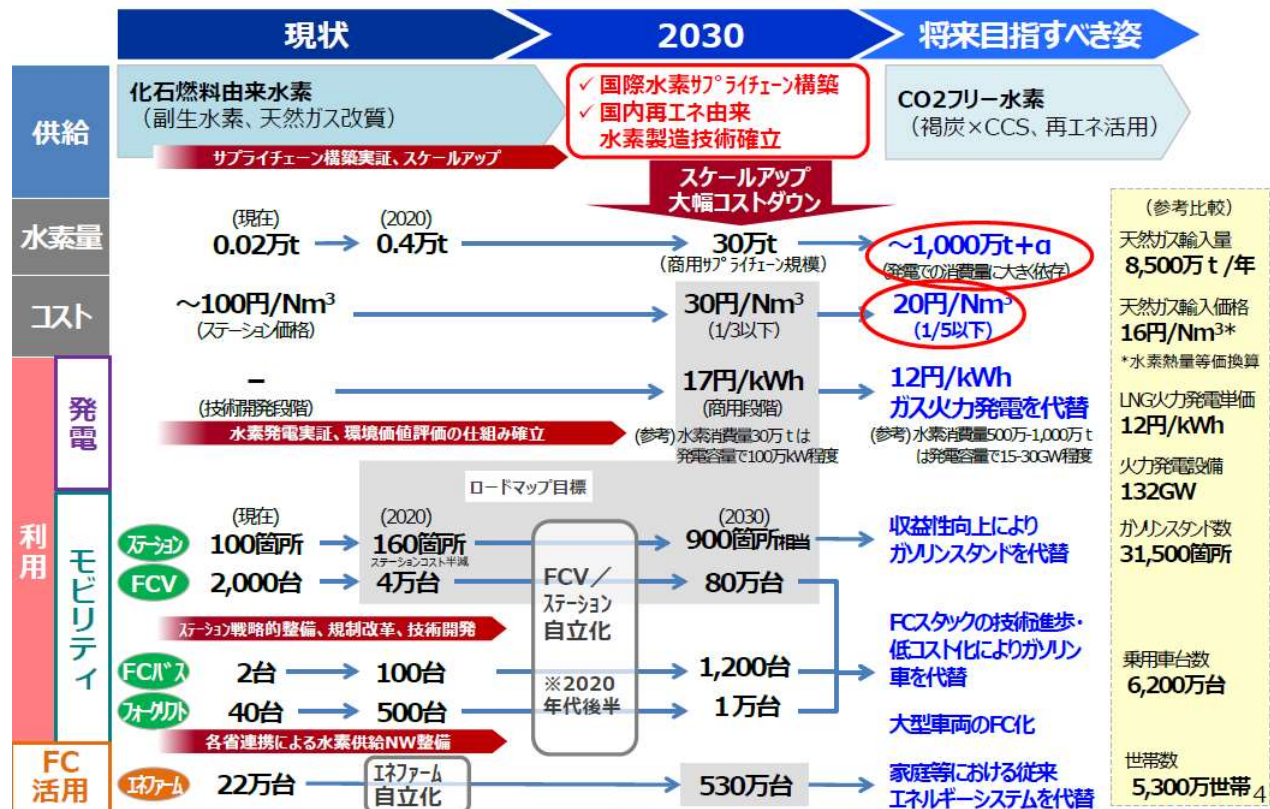 現状
2030
将来目指すべき姿
供給
化石燃料由来水素
（副生水素、天然ガス改質）
✓ 国際水素サプライチェーン構築
✓ 国内再エネ由来
水素製造技術確立
CO2フリー水素
（褐炭×CCS、再エネ活用）
サプライチェーン構築実証、スケールアップ
スケールアップ
大幅コストダウン
水素量
(現在)
0.02万t
(2020)
0.4万t
30万t
(商用サプライチェーン規模)
～1,000万t+α
(発電での消費量に大きく依存)
コスト
～100円/Nm³
(ステーション価格)
30円/Nm³
(1/3以下)
20円/Nm³
(1/5以下)
利用
発電
－
(技術開発段階)
17円/kWh
(商用段階)
12円/kWh
ガス火力発電を代替
水素発電実証、環境価値評価の仕組み確立
(参考) 水素消費量30万ｔは
発電容量で100万kW程度
(参考) 水素消費量500万-1,000万ｔ
は発電容量で15-30GW程度
ロードマップ目標
モビリティ
(現在)
(2020)
(2030)
ステーション
100箇所
160箇所
ステーションコスト半減
900箇所相当
収益性向上により
ガソリンスタンドを代替
FCV
2,000台
4万台
80万台
FCV／
ステーション
自立化
※2020
年代後半
ステーション戦略的整備、規制改革、技術開発
FCスタックの技術進歩・
低コスト化によりガソリン
車を代替
FCバス
2台
100台
1,200台
フォークリフト
40台
500台
1万台
大型車両のFC化
各省連携による水素供給NW整備
FC
活用
エネファーム
22万台
エネファーム
自立化
530万台
家庭等における従来
エネルギーシステムを代替
（参考比較）
天然ガス輸入量
8,500万ｔ/年
天然ガス輸入価格
16円/Nm³*
*水素熱量等価換算
LNG火力発電単価
12円/kWh
火力発電設備
132GW
ガソリンスタンド数
31,500箇所
乗用車台数
6,200万台
世帯数
5,300万世帯
4